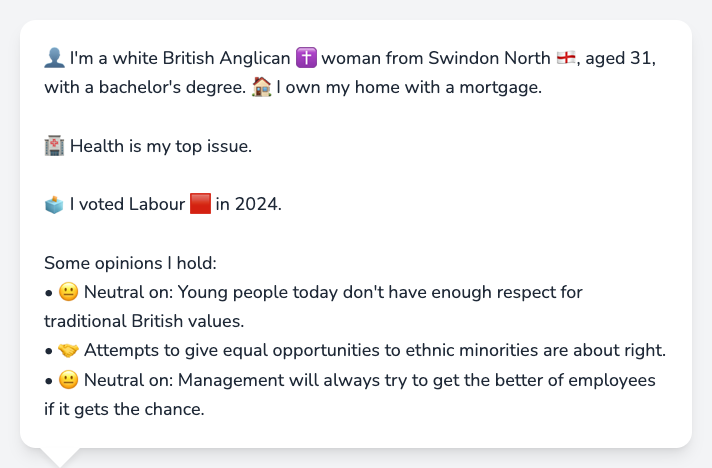 👤 I'm a white British Anglican ✝️ woman from Swindon North 🏴󠁧󠁢󠁥󠁮󠁧󠁿, aged 31,
with a bachelor's degree. 🏠 I own my home with a mortgage.
🏥 Health is my top issue.
🗳️ I voted Labour 🟥 in 2024.
Some opinions I hold:
• 😐 Neutral on: Young people today don't have enough respect for
traditional British values.
• 🤝 Attempts to give equal opportunities to ethnic minorities are about right.
• 😐 Neutral on: Management will always try to get the better of employees
if it gets the chance.